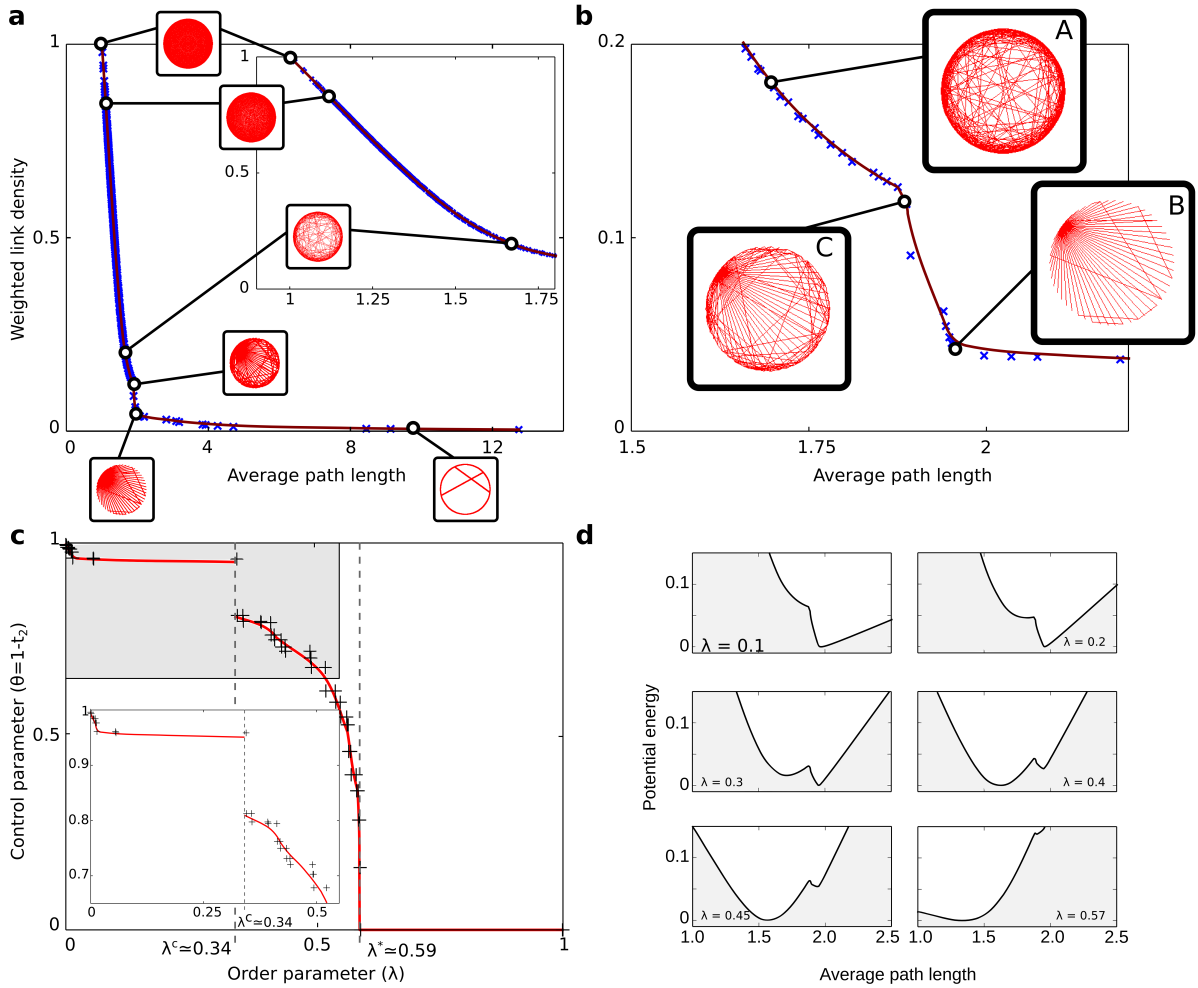 a
1
0.5
0
0
4
8
12
Weighted link density
Average path length
1
0.5
0
1
1.25
1.5
1.75
1.80
b
0.2
0.1
0
1.5
1.75
2
Average path length
A
B
C
c
1
0.5
0
0
0.5
1
Control parameter (θ=1-t₂)
λᶜ≃0.34
λ*≃0.59
Order parameter (λ)
1
0.9
0.8
0.7
0
0.25
0.5
λᶜ≃0.34
d
Potential energy
0.1
0
λ = 0.1
λ = 0.2
0.1
0
λ = 0.3
λ = 0.4
0.1
0
λ = 0.45
λ = 0.57
1.0
1.5
2.0
2.5
1.0
1.5
2.0
2.5
Average path length